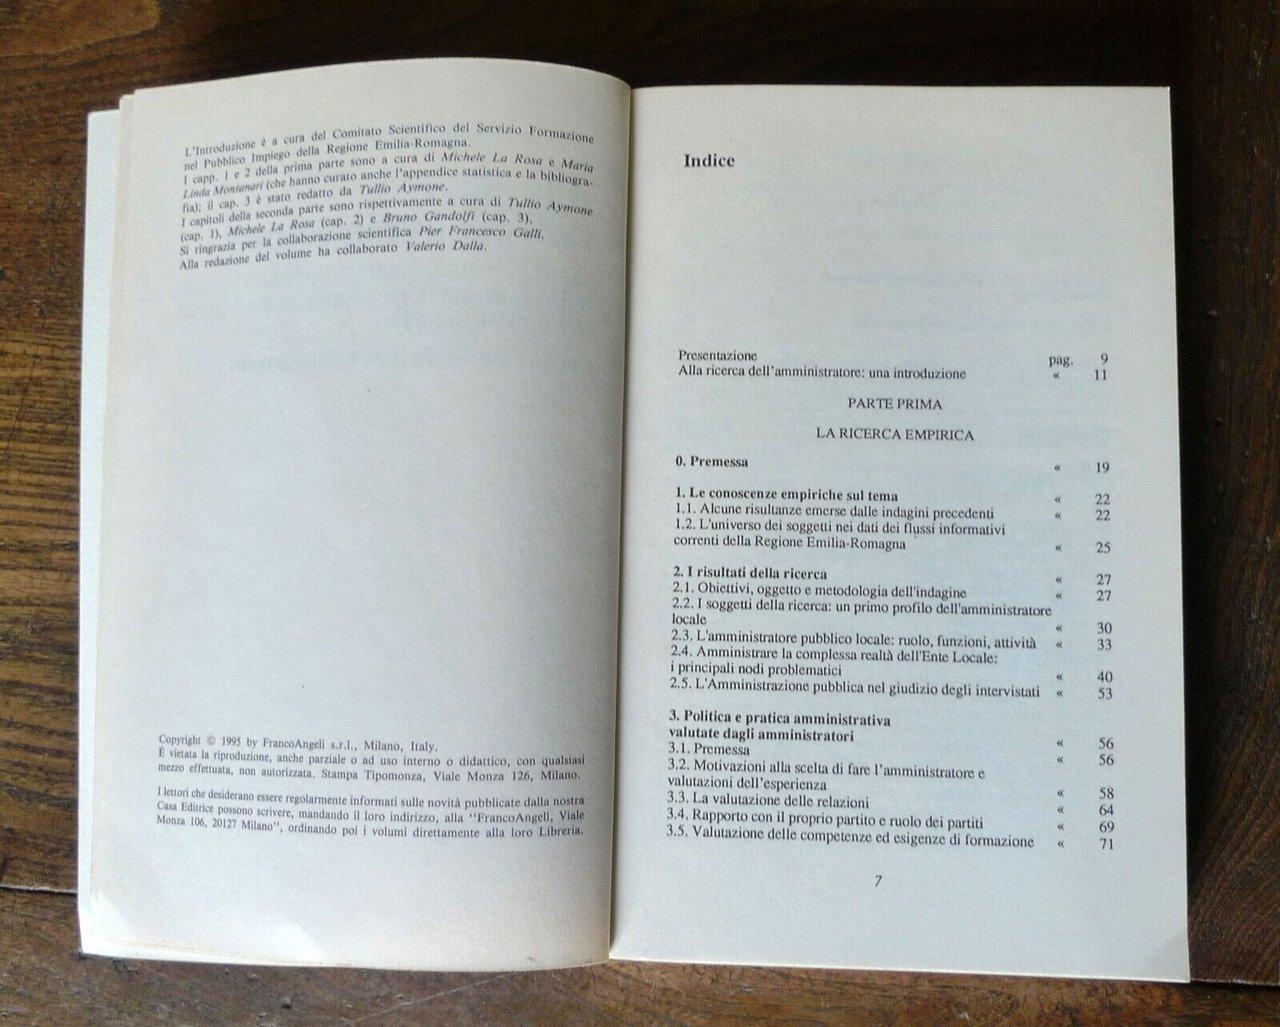 L'Introduzione è a cura del Comitato Scientifico del Servizio Formazione
nel Pubblico Impiego della Regione Emilia-Romagna.
I capp. 1 e 2 della prima parte sono a cura di Michele La Rosa e Maria
Linda Montanari (che hanno curato anche l'appendice statistica e la bibliogra-
fia); il cap. 3 è stato redatto da Tullio Aymone.
I capitoli della seconda parte sono rispettivamente a cura di Tullio Aymone
(cap. 1), Michele La Rosa (cap. 2) e Bruno Gandolfi (cap. 3).
Si ringrazia per la collaborazione scientifica Pier Francesco Galli.
Alla redazione del volume ha collaborato Valerio Dalla.
Copyright © 1995 by FrancoAngeli s.r.l., Milano, Italy.
È vietata la riproduzione, anche parziale o ad uso interno o didattico, con qualsiasi
mezzo effettuata, non autorizzata. Stampa Tipomonza, Viale Monza 126, Milano.
I lettori che desiderano essere regolarmente informati sulle novità pubblicate dalla nostra
Casa Editrice possono scrivere, mandando il loro indirizzo, alla "FrancoAngeli, Viale
Monza 106, 20127 Milano", ordinando poi i volumi direttamente alla loro Libreria.
Indice
Presentazione pag. 9
Alla ricerca dell'amministratore: una introduzione « 11
PARTE PRIMA
LA RICERCA EMPIRICA
0. Premessa « 19
1. Le conoscenze empiriche sul tema « 22
1.1. Alcune risultanze emerse dalle indagini precedenti « 22
1.2. L'universo dei soggetti nei dati dei flussi informativi
correnti della Regione Emilia-Romagna « 25
2. I risultati della ricerca « 27
2.1. Obiettivi, oggetto e metodologia dell'indagine « 27
2.2. I soggetti della ricerca: un primo profilo dell'amministratore
locale « 30
2.3. L'amministratore pubblico locale: ruolo, funzioni, attività « 33
2.4. Amministrare la complessa realtà dell'Ente Locale:
i principali nodi problematici « 40
2.5. L'Amministrazione pubblica nel giudizio degli intervistati « 53
3. Politica e pratica amministrativa
valutate dagli amministratori « 56
3.1. Premessa « 56
3.2. Motivazioni alla scelta di fare l'amministratore e
valutazioni dell'esperienza « 58
3.3. La valutazione delle relazioni « 64
3.4. Rapporto con il proprio partito e ruolo dei partiti « 69
3.5. Valutazione delle competenze ed esigenze di formazione « 71
7